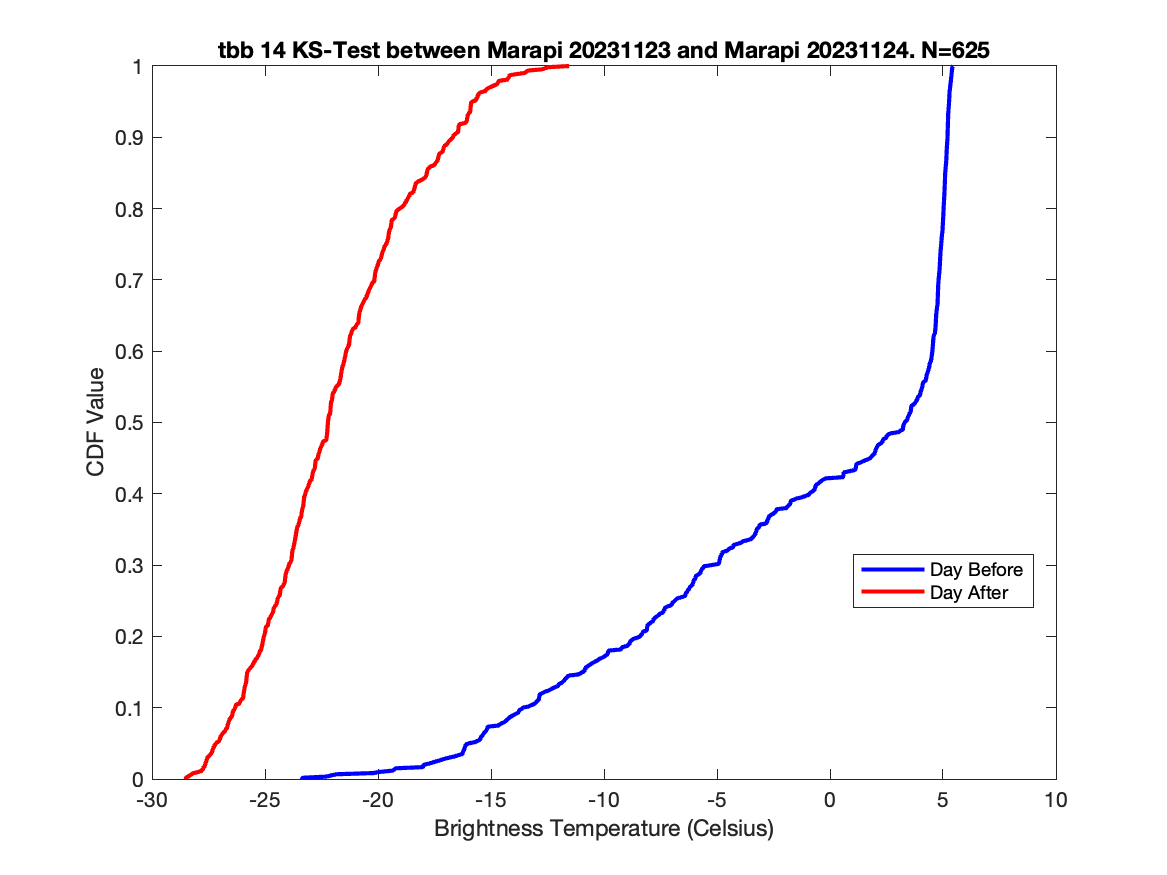 tbb 14 KS-Test between Marapi 20231123 and Marapi 20231124. N=625
1
0.9
0.8
0.7
0.6
0.5
0.4
0.3
0.2
0.1
0
CDF Value
Day Before
Day After
-30 -25 -20 -15 -10 -5 0 5 10
Brightness Temperature (Celsius)